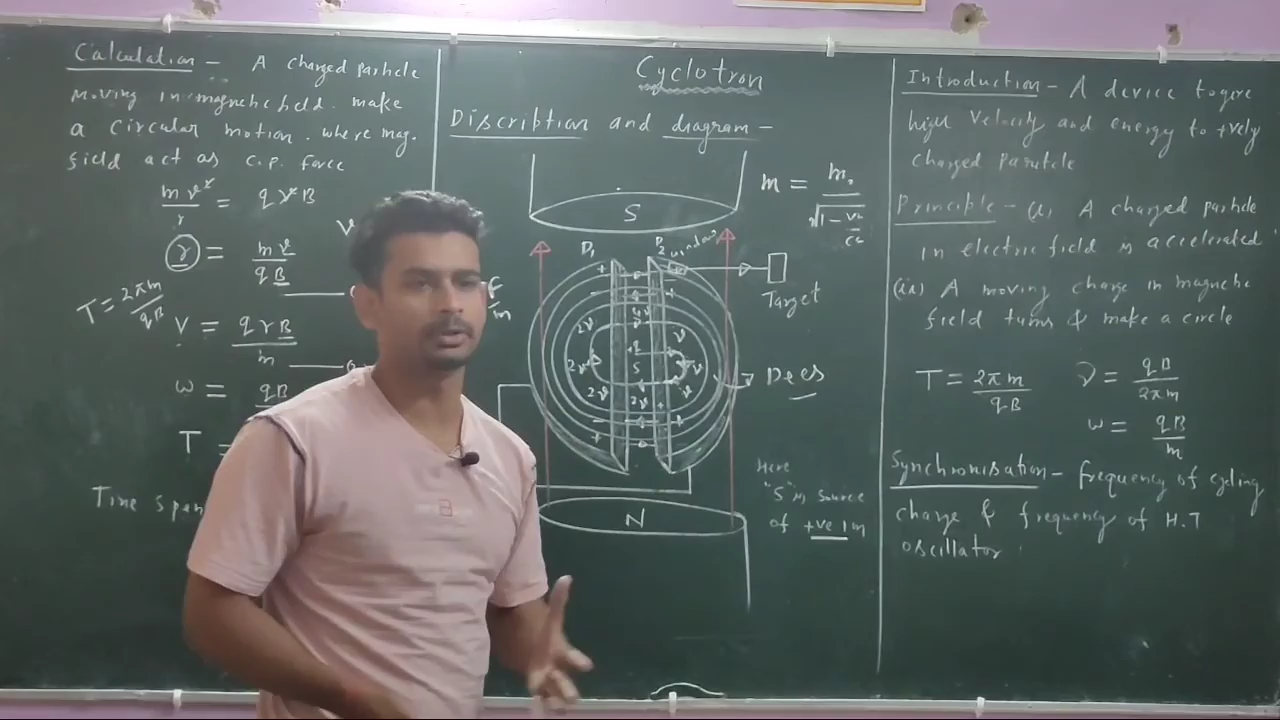 Cyclotron
Calculation – A charged particle
moving in magnetic field. make
a circular motion. where mag.
field act as c.p. force
mv²/r = qvB
r = mv/qB
T = 2πm/qB
V = qrB/m
ω = qB
T =
Time
Discribtion and diagram –
S
m = m₀/√(1 - v²/c²)
D₁ D₂ window
Target
Dees
S
N
Here
"S" is source
of +ve Ion
Introduction – A device to give
high Velocity and energy to +vely
charged particle
Principle – (i) A charged particle
in electric field is accelerated
(ii) A moving charge in magnetic
field turns & make a circle
T = 2πm/qB ν = qB/2πm
ω = qB/m
Synchronisation – frequency of cycling
charge & frequency of H.T
oscillator.